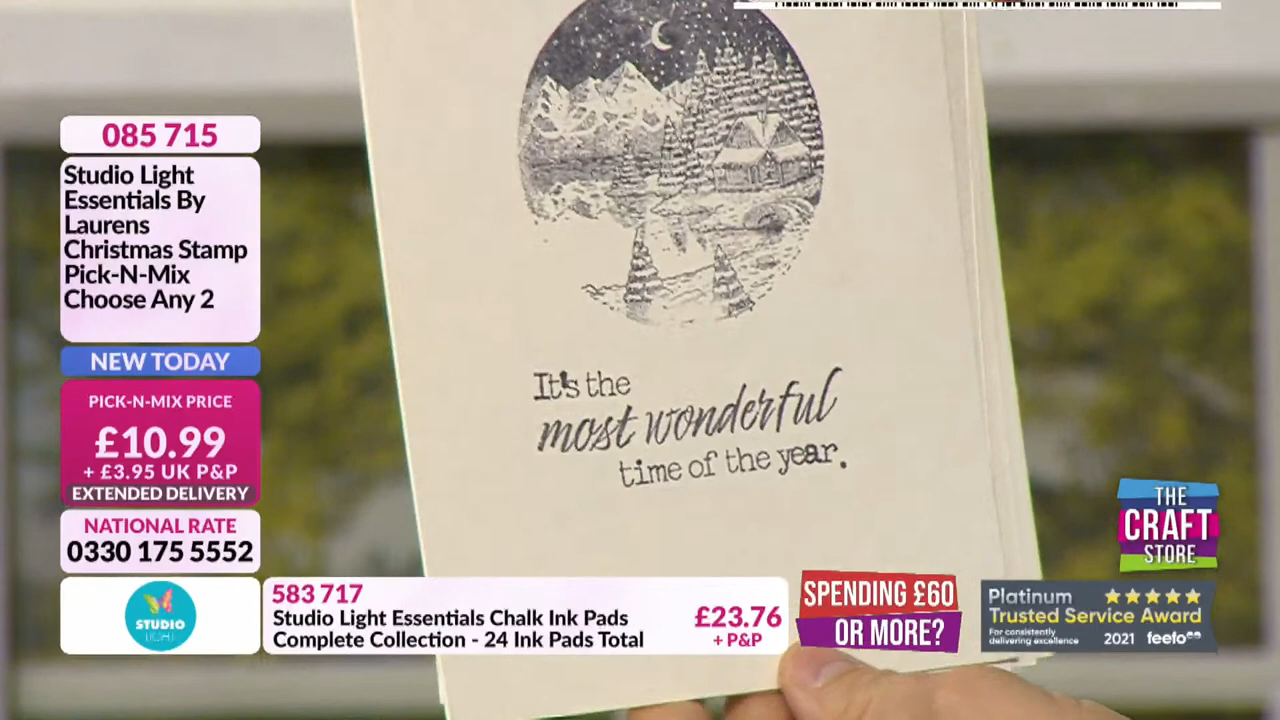 085 715
Studio Light
Essentials By
Laurens
Christmas Stamp
Pick-N-Mix
Choose Any 2
NEW TODAY
PICK-N-MIX PRICE
£10.99
+ £3.95 UK P&P
EXTENDED DELIVERY
NATIONAL RATE
0330 175 5552
It's the
most wonderful
time of the year.
STUDIO
LIGHT
583 717
Studio Light Essentials Chalk Ink Pads
Complete Collection - 24 Ink Pads Total
£23.76
+ P&P
SPENDING £60
OR MORE?
THE
CRAFT
STORE
Platinum
Trusted Service Award
For consistently
delivering excellence
2021 feefo